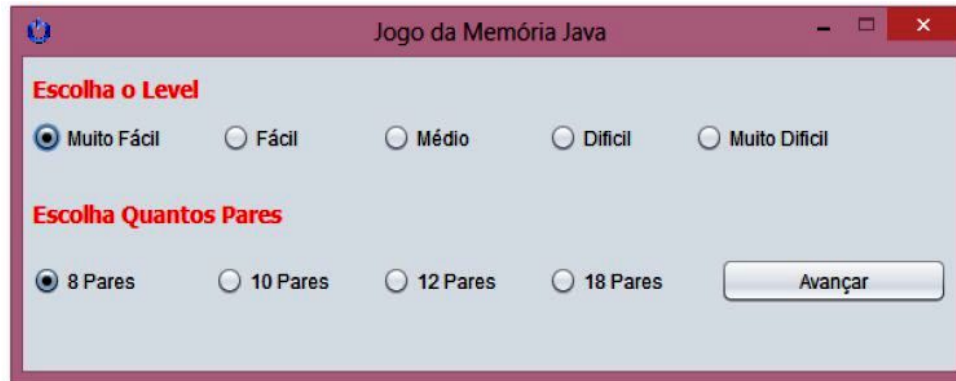 Jogo da Memória Java
Escolha o Level
Muito Fácil Fácil Médio Dificil Muito Dificil
Escolha Quantos Pares
8 Pares 10 Pares 12 Pares 18 Pares Avançar